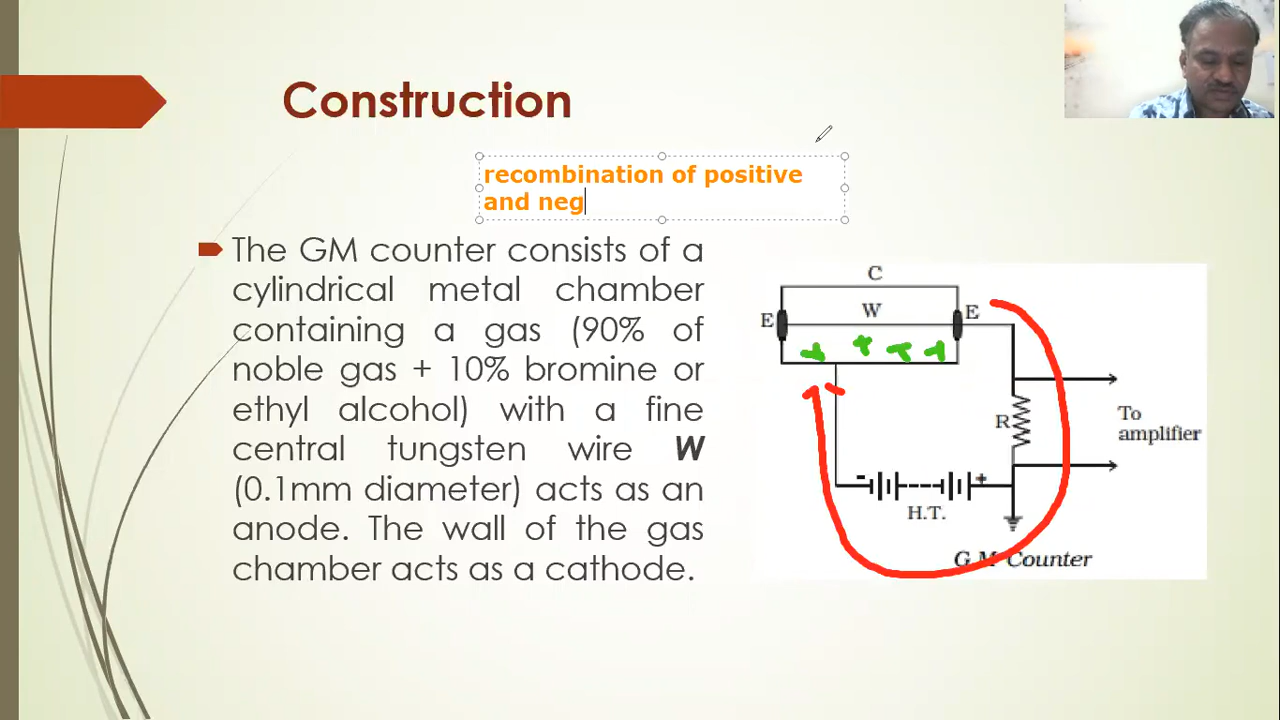 Construction
recombination of positive
and neg
The GM counter consists of a
cylindrical metal chamber
containing a gas (90% of
noble gas + 10% bromine or
ethyl alcohol) with a fine
central tungsten wire W
(0.1mm diameter) acts as an
anode. The wall of the gas
chamber acts as a cathode.
C
W
E
E
R
To
amplifier
-
+
H.T.
G M Counter